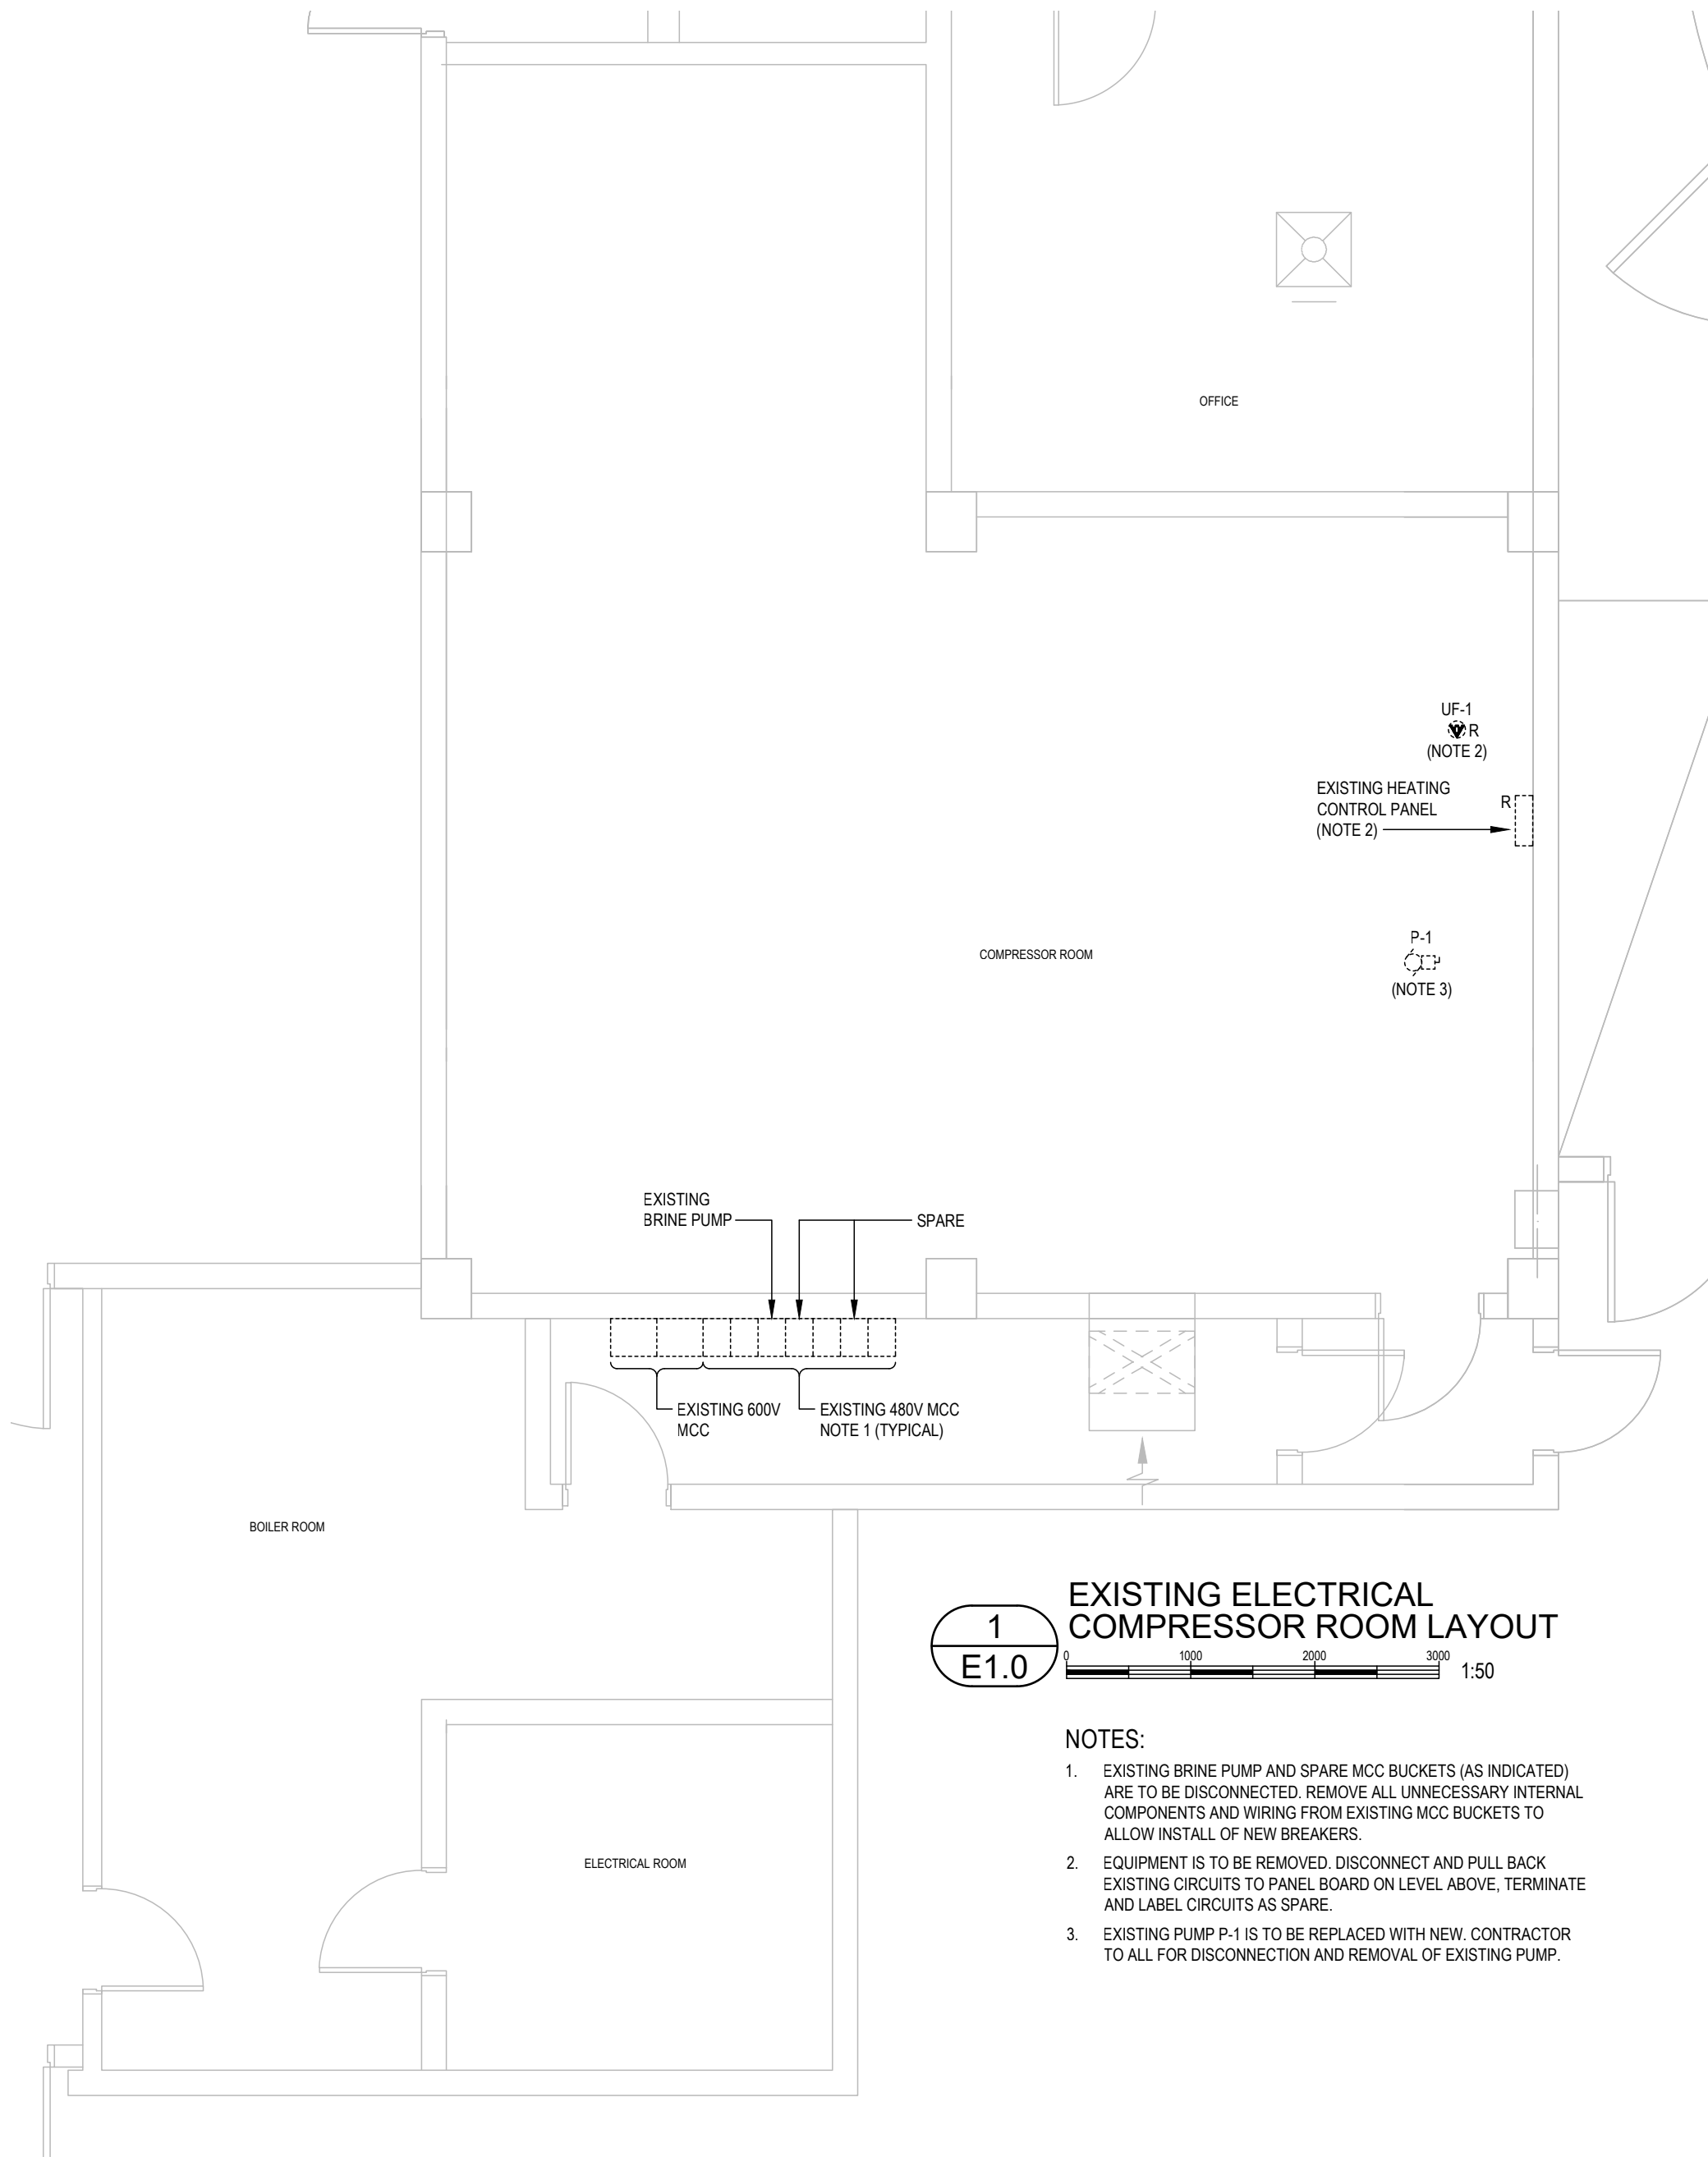 OFFICE
UF-1
R
(NOTE 2)
EXISTING HEATING
CONTROL PANEL
(NOTE 2)
R
COMPRESSOR ROOM
P-1
(NOTE 3)
EXISTING
BRINE PUMP
SPARE
EXISTING 600V
MCC
EXISTING 480V MCC
NOTE 1 (TYPICAL)
BOILER ROOM
ELECTRICAL ROOM
1
E1.0
EXISTING ELECTRICAL
COMPRESSOR ROOM LAYOUT
0 1000 2000 3000
1:50
NOTES:
1. EXISTING BRINE PUMP AND SPARE MCC BUCKETS (AS INDICATED)
ARE TO BE DISCONNECTED. REMOVE ALL UNNECESSARY INTERNAL
COMPONENTS AND WIRING FROM EXISTING MCC BUCKETS TO
ALLOW INSTALL OF NEW BREAKERS.
2. EQUIPMENT IS TO BE REMOVED. DISCONNECT AND PULL BACK
EXISTING CIRCUITS TO PANEL BOARD ON LEVEL ABOVE, TERMINATE
AND LABEL CIRCUITS AS SPARE.
3. EXISTING PUMP P-1 IS TO BE REPLACED WITH NEW. CONTRACTOR
TO ALL FOR DISCONNECTION AND REMOVAL OF EXISTING PUMP.